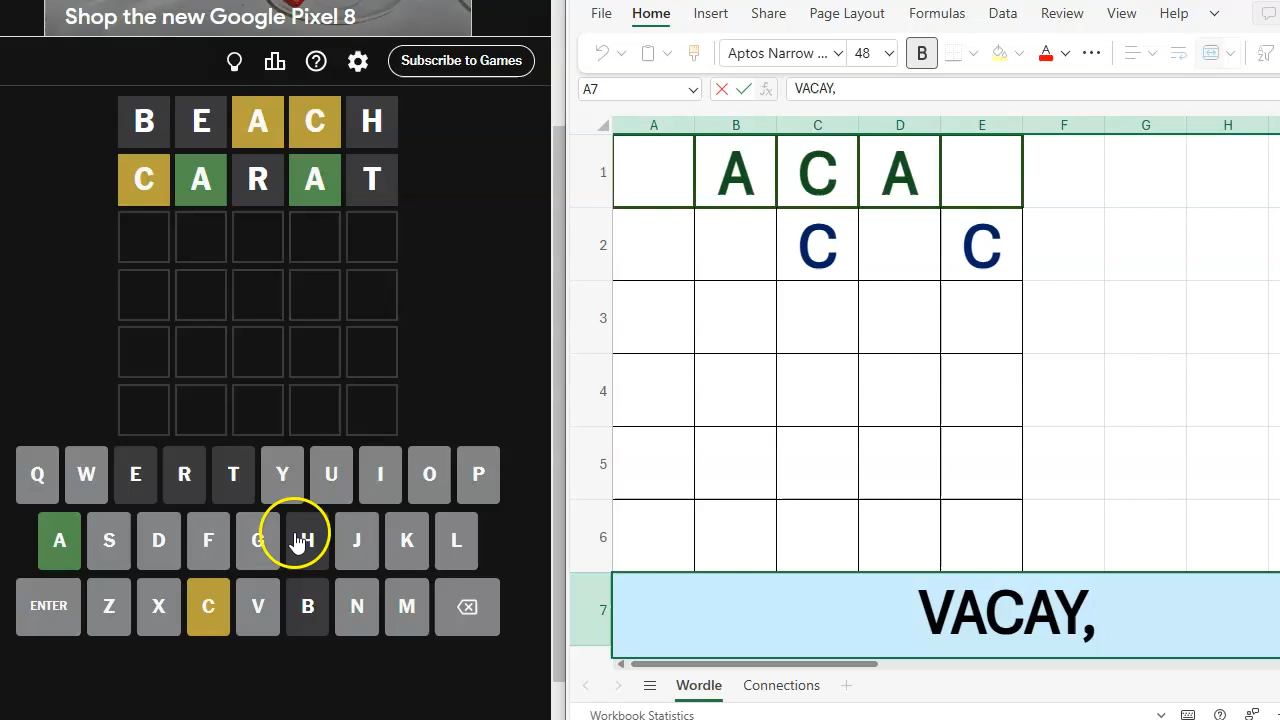 Shop the new Google Pixel 8
Subscribe to Games
B E A C H
C A R A T
Q W E R T Y U I O P
A S D F G H J K L
ENTER Z X C V B N M
File Home Insert Share Page Layout Formulas Data Review View Help
Aptos Narrow ... 48 B A
A7 fx VACAY,
A B C D E F G H
1 A C A
2 C C
3
4
5
6
7 VACAY,
Wordle Connections
Workbook Statistics